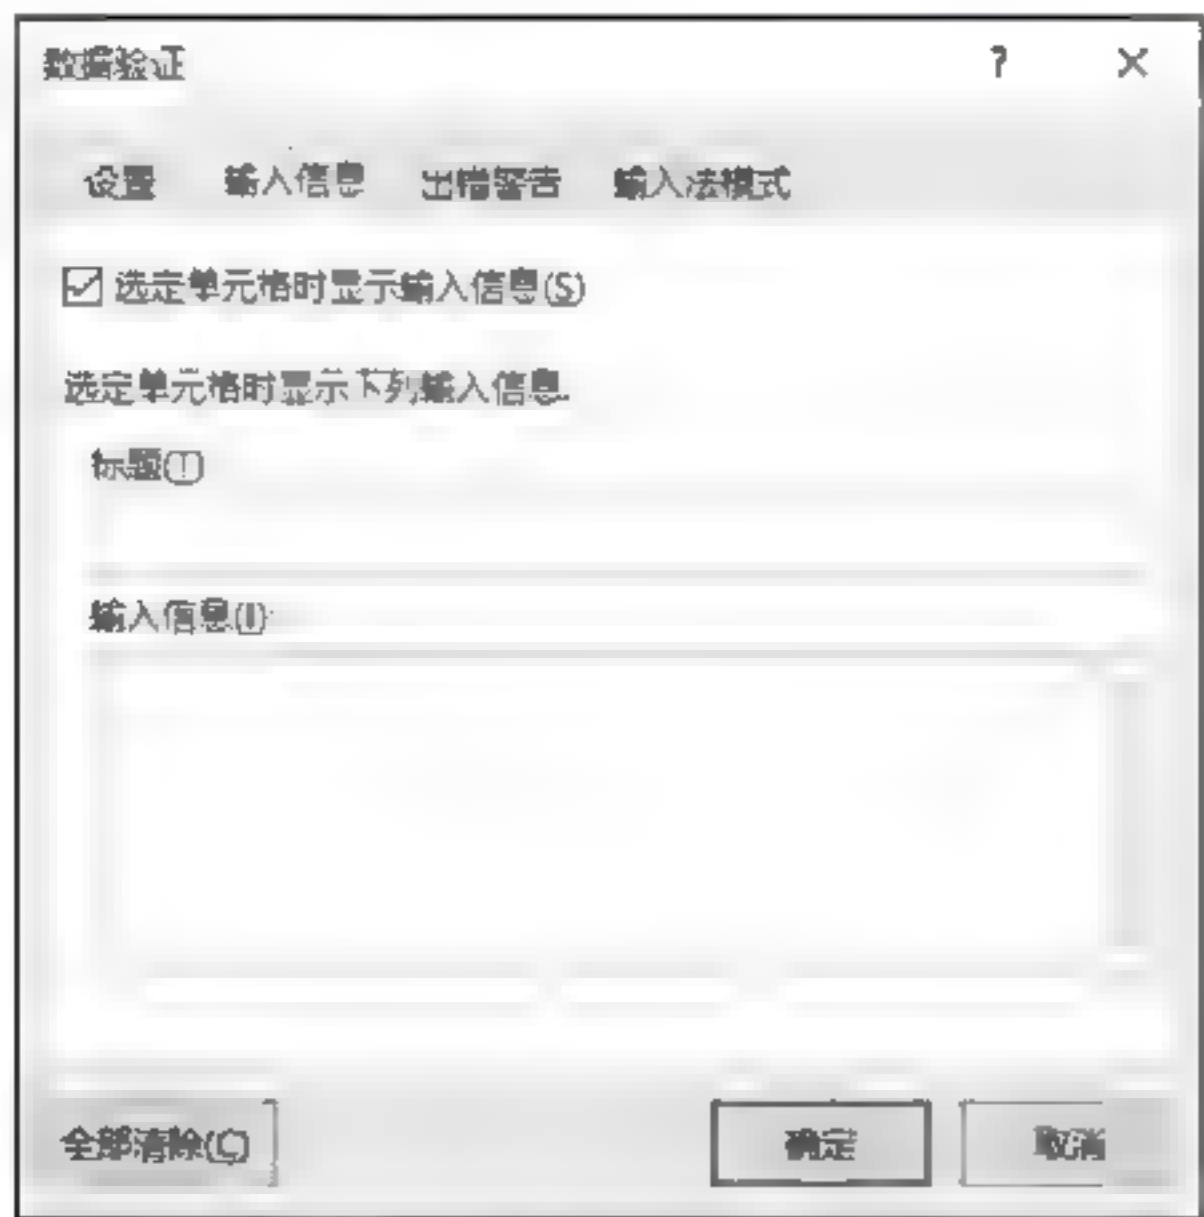 数据验证 ? ×
设置 输入信息 出错警告 输入法模式
选定单元格时显示输入信息(S)
选定单元格时显示下列输入信息:
标题(T)
输入信息(I):
全部清除(C) 确定 取消